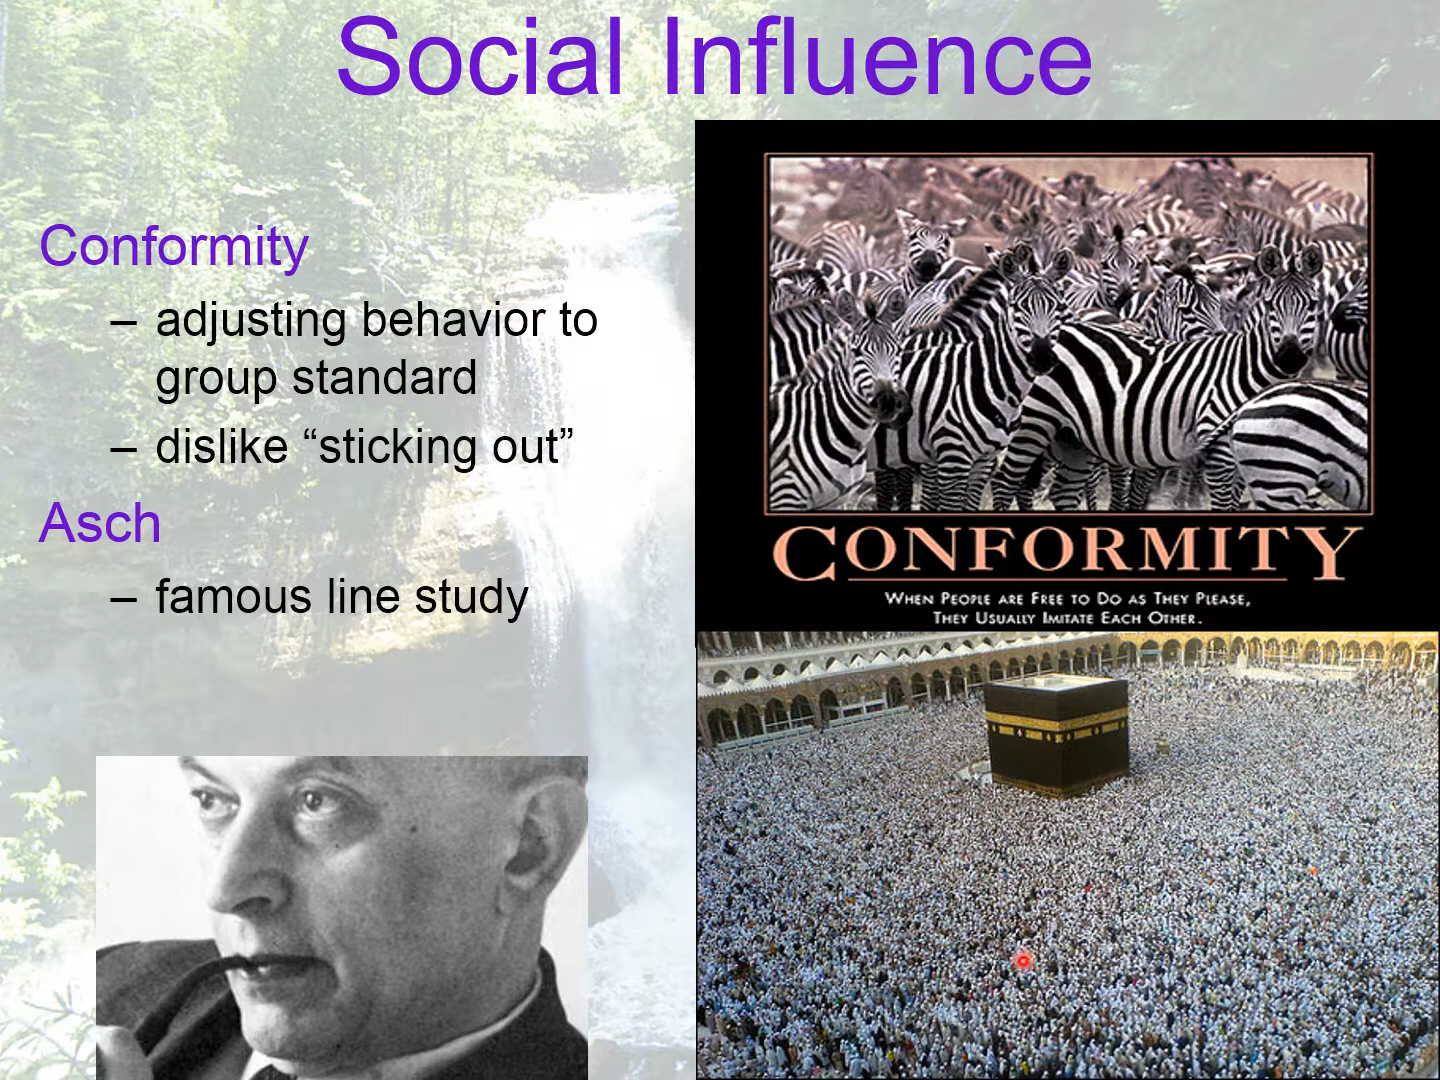 Social Influence
Conformity
– adjusting behavior to
group standard
– dislike “sticking out”
Asch
– famous line study
CONFORMITY
WHEN PEOPLE ARE FREE TO DO AS THEY PLEASE,
THEY USUALLY IMITATE EACH OTHER.